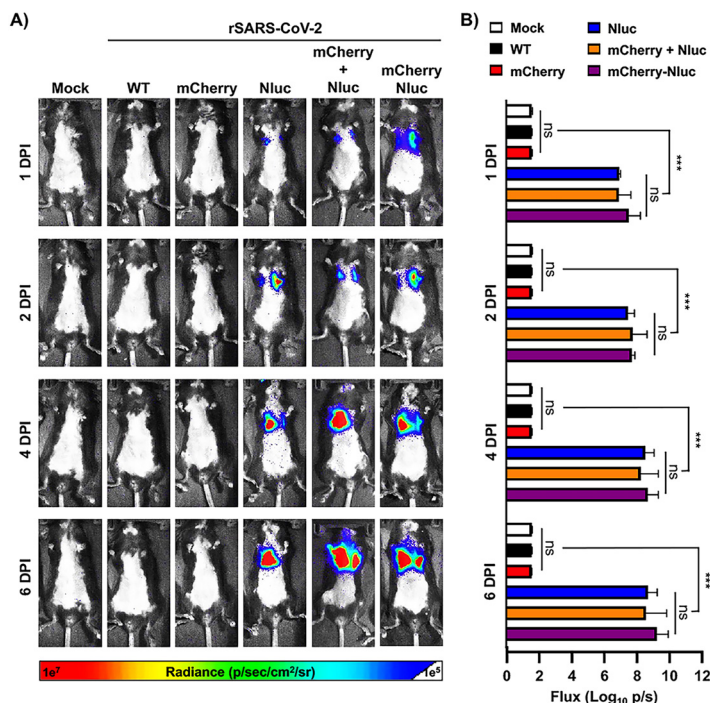 A)
rSARS-CoV-2
Mock
WT
mCherry
Nluc
mCherry
+
Nluc
mCherry
Nluc
1 DPI
2 DPI
4 DPI
6 DPI
1e⁷
Radiance (p/sec/cm²/sr)
1e⁵
B)
Mock
WT
mCherry
Nluc
mCherry + Nluc
mCherry-Nluc
ns
ns
***
1 DPI
ns
ns
***
2 DPI
ns
ns
***
4 DPI
ns
ns
***
6 DPI
0 2 4 6 8 10 12
Flux (Log₁₀ p/s)